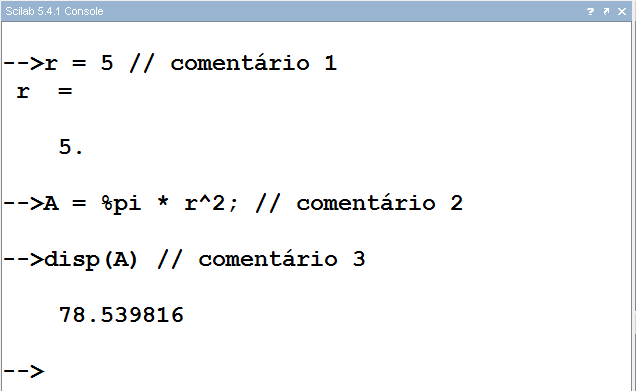 Scilab 5.4.1 Console
-->r = 5 // comentário 1
r =
5.
-->A = %pi * r^2; // comentário 2
-->disp(A) // comentário 3
78.539816
-->